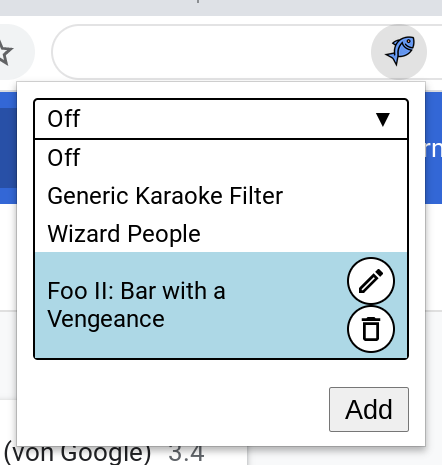 Off
Off
Generic Karaoke Filter
Wizard People
Foo II: Bar with a
Vengeance
Add
(von Google) 3.4